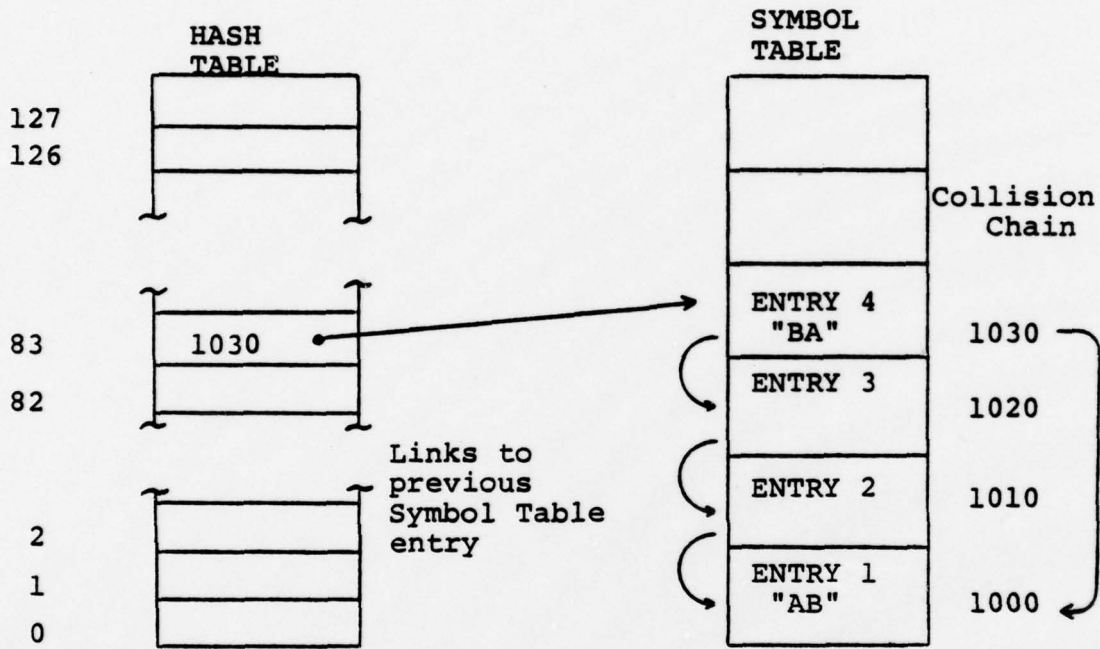 HASH
TABLE
127
126
83
1030
82
2
1
0
Links to
previous
Symbol Table
entry
SYMBOL
TABLE
Collision
Chain
ENTRY 4
"BA"
1030
ENTRY 3
1020
ENTRY 2
1010
ENTRY 1
"AB"
1000